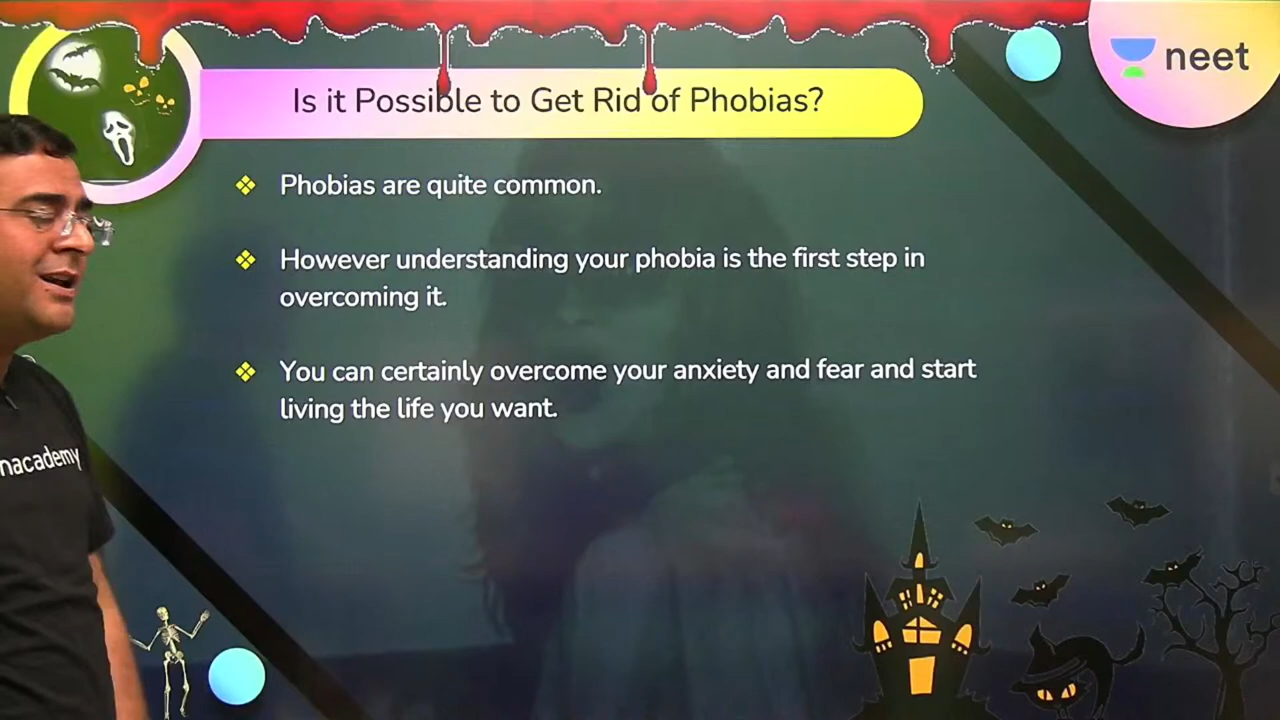 neet
Is it Possible to Get Rid of Phobias?
Phobias are quite common.
However understanding your phobia is the first step in
overcoming it.
You can certainly overcome your anxiety and fear and start
living the life you want.
nacademy